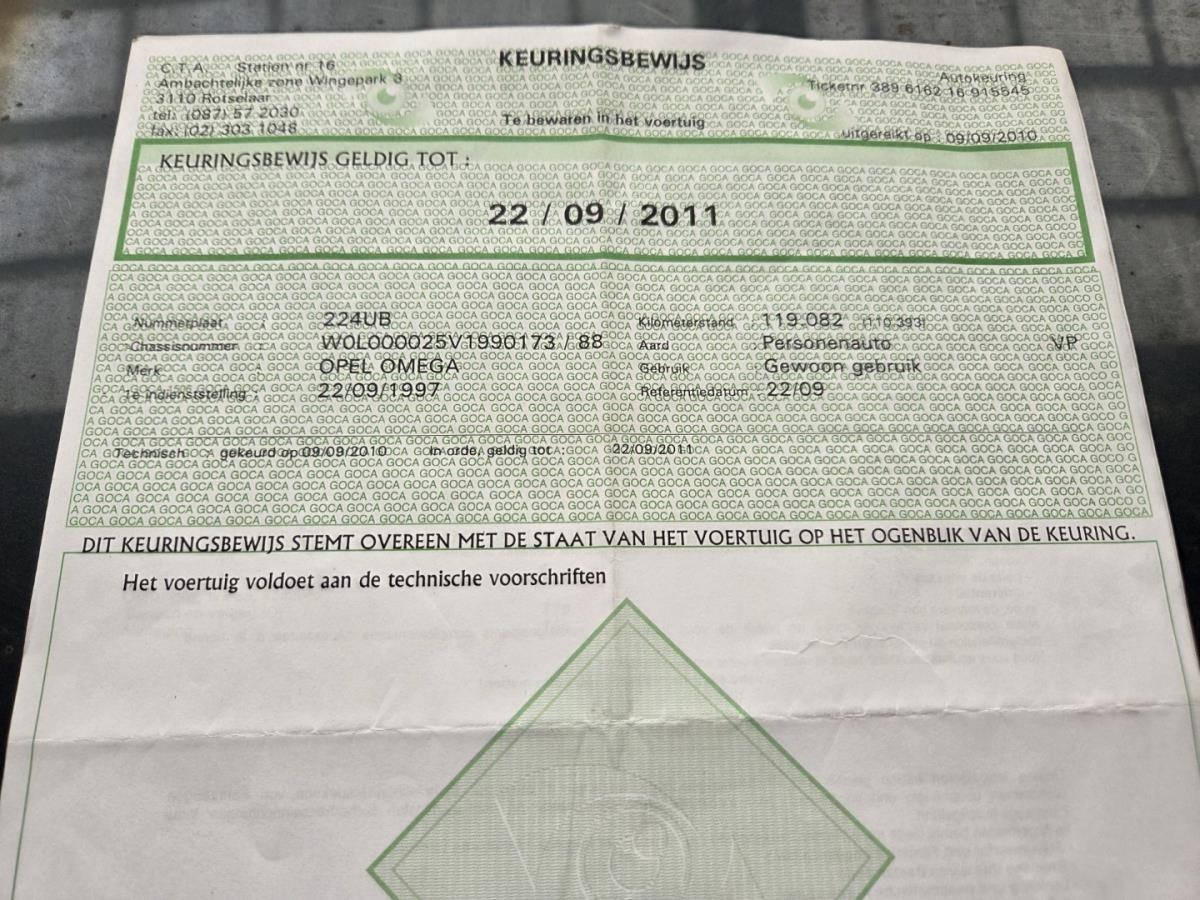 KEURINGSBEWIJS
C.T.A. Station nr 16
Ambachtelijke zone Wingepark 3
3110 Rotselaar
tel: (087) 57 2030
fax: (02) 303 1048
Te bewaren in het voertuig
Autokeuring
Ticketnr 389 6162 16 915545
uitgereikt op : 09/09/2010
KEURINGSBEWIJS GELDIG TOT :
22 / 09 / 2011
Nummerplaat : 224UB
Kilometerstand 119.082 (110.393)
Chassisnummer : W0L000025V1990173 / 88
Aard Personenauto VP
Merk OPEL OMEGA
Gebruik Gewoon gebruik
1e indienststelling : 22/09/1997
Referentiedatum 22/09
Technisch : gekeurd op 09/09/2010 In orde, geldig tot : 22/09/2011
DIT KEURINGSBEWIJS STEMT OVEREEN MET DE STAAT VAN HET VOERTUIG OP HET OGENBLIK VAN DE KEURING.
Het voertuig voldoet aan de technische voorschriften